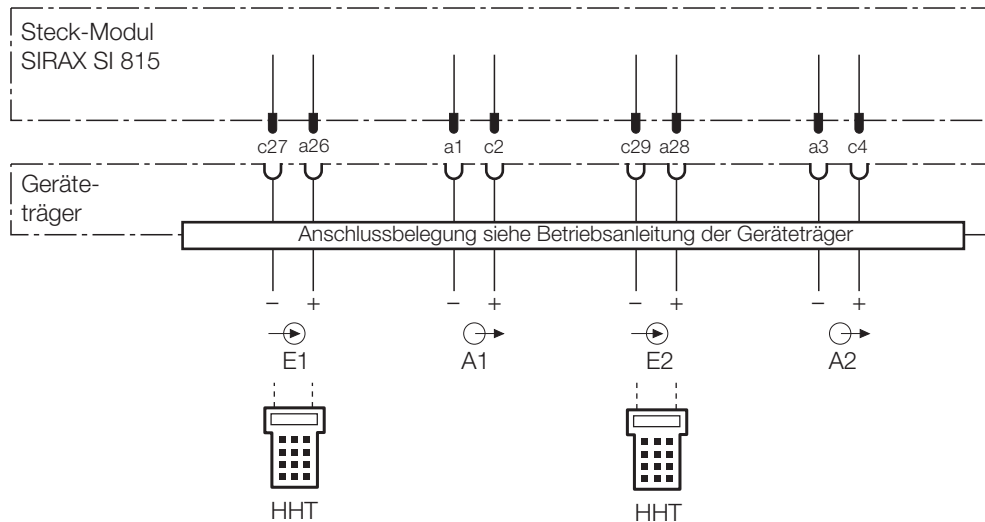 Steck-Modul
SIRAX SI 815
c27 a26 a1 c2 c29 a28 a3 c4
Geräte-
träger
Anschlussbelegung siehe Betriebsanleitung der Geräteträger
– + – + – + – +
E1 A1 E2 A2
HHT HHT